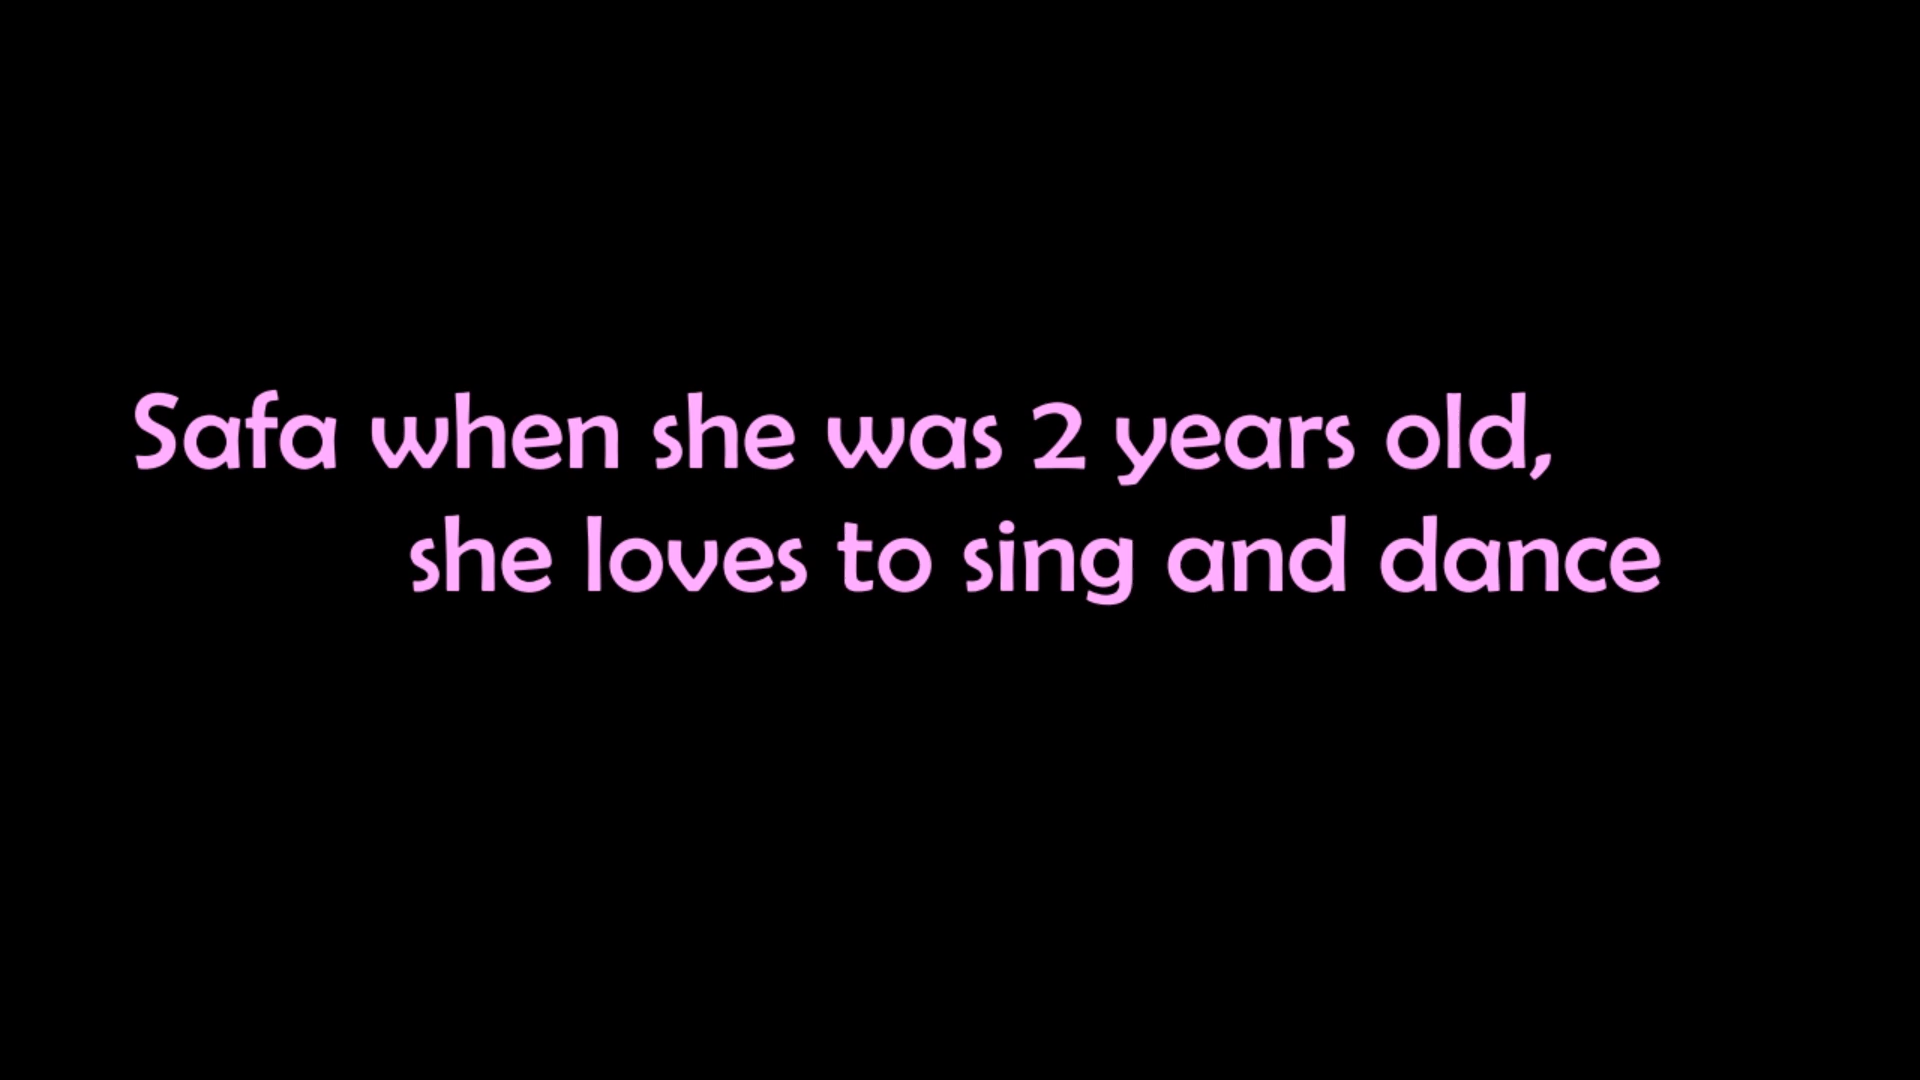 Safa when she was 2 years old,
she loves to sing and dance